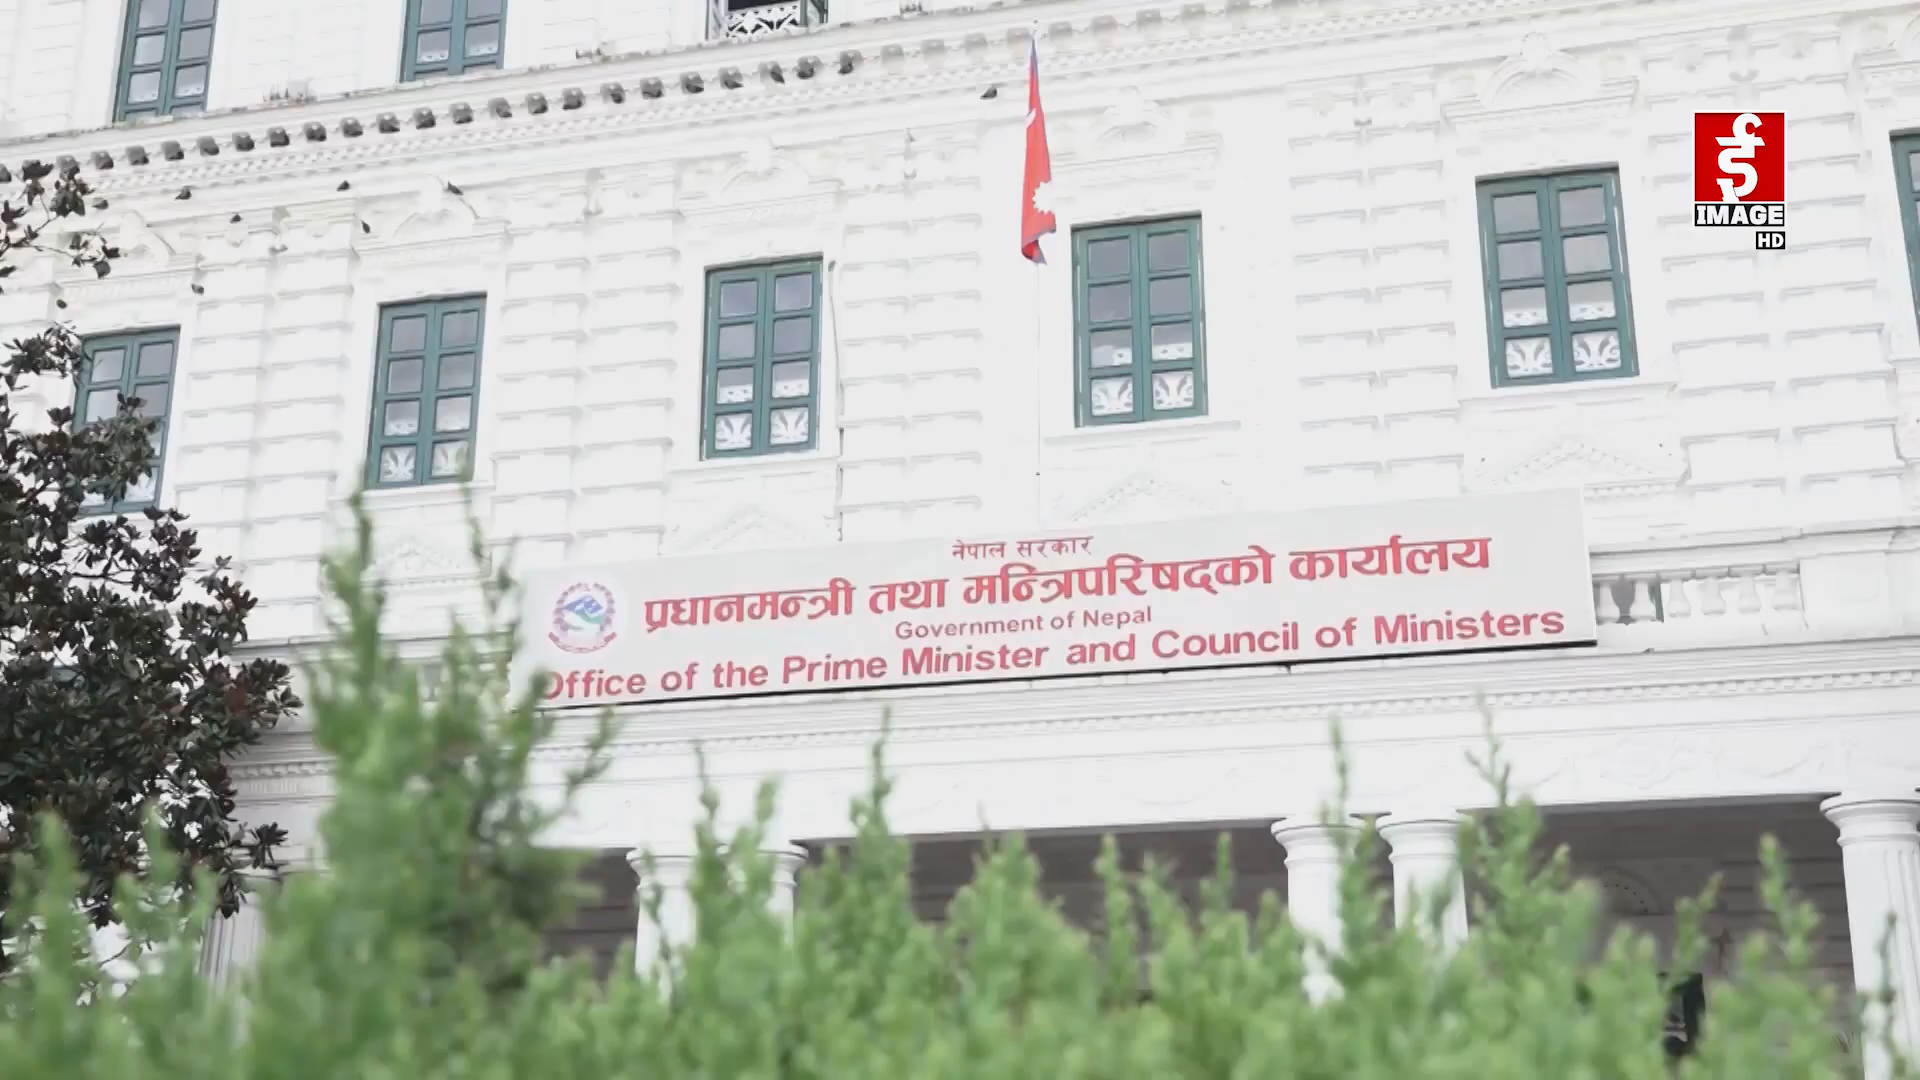 IMAGE
HD
नेपाल सरकार
प्रधानमन्त्री तथा मन्त्रिपरिषद्को कार्यालय
Government of Nepal
Office of the Prime Minister and Council of Ministers